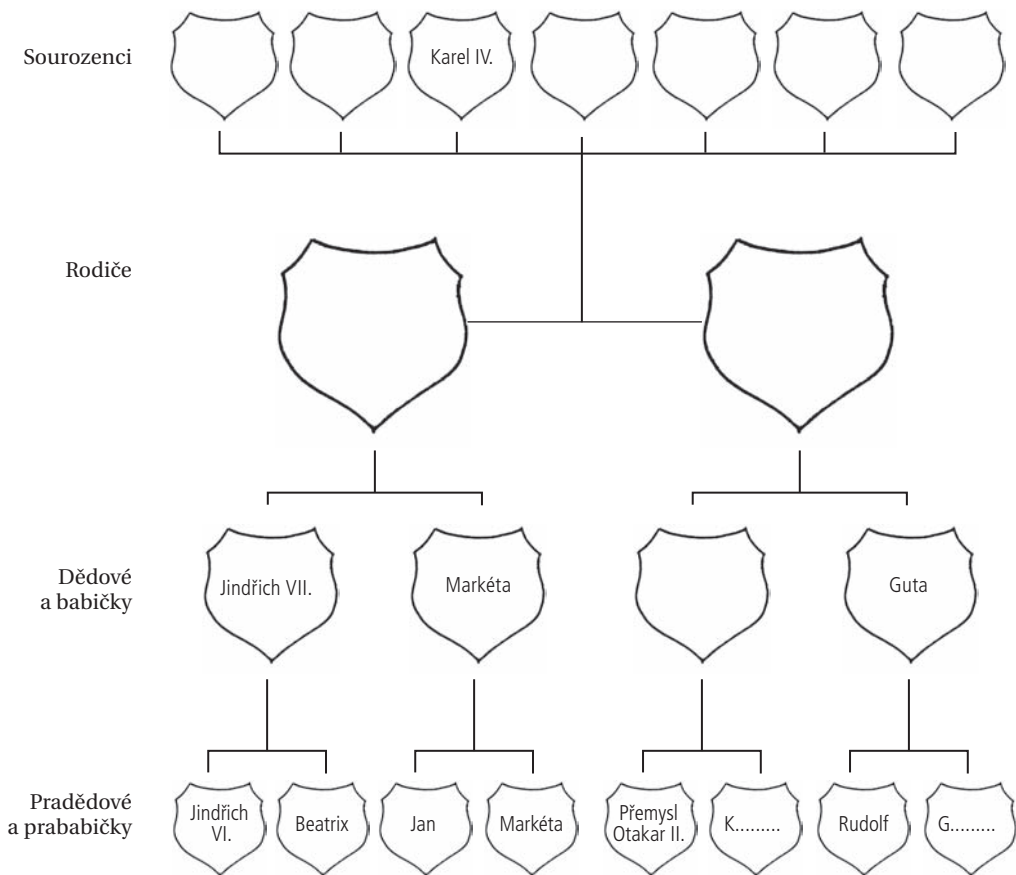 Sourozenci
Karel IV.
Rodiče
Dědové
a babičky
Jindřich VII.
Markéta
Guta
Pradědové
a prababičky
Jindřich
VI.
Beatrix
Jan
Markéta
Přemysl
Otakar II.
K.........
Rudolf
G.........